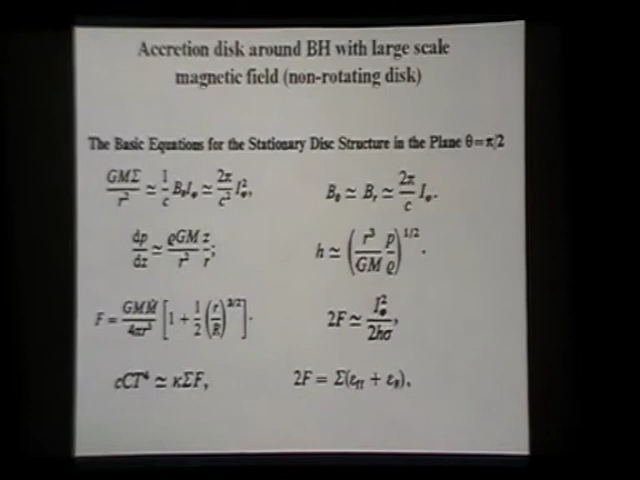 Accretion disk around BH with large scale
magnetic field (non-rotating disk)
The Basic Equations for the Stationary Disc Structure in the Plane θ=π/2
GMΣ/r² ≃ 1/c B_θ I_φ ≃ 2π/c² I_φ², B_θ ≃ B_r ≃ 2π/c I_φ.
dp/dz ≃ ϱGM/r² z/r; h ≃ (r³/GM p/ϱ)^1/2.
F = GMṀ/4πr³ [1 + 1/2 (r/R)^3/2]. 2F ≃ I_φ²/2hσ,
cCT⁴ ≃ κΣF, 2F = Σ(ε_ff + ε_B),